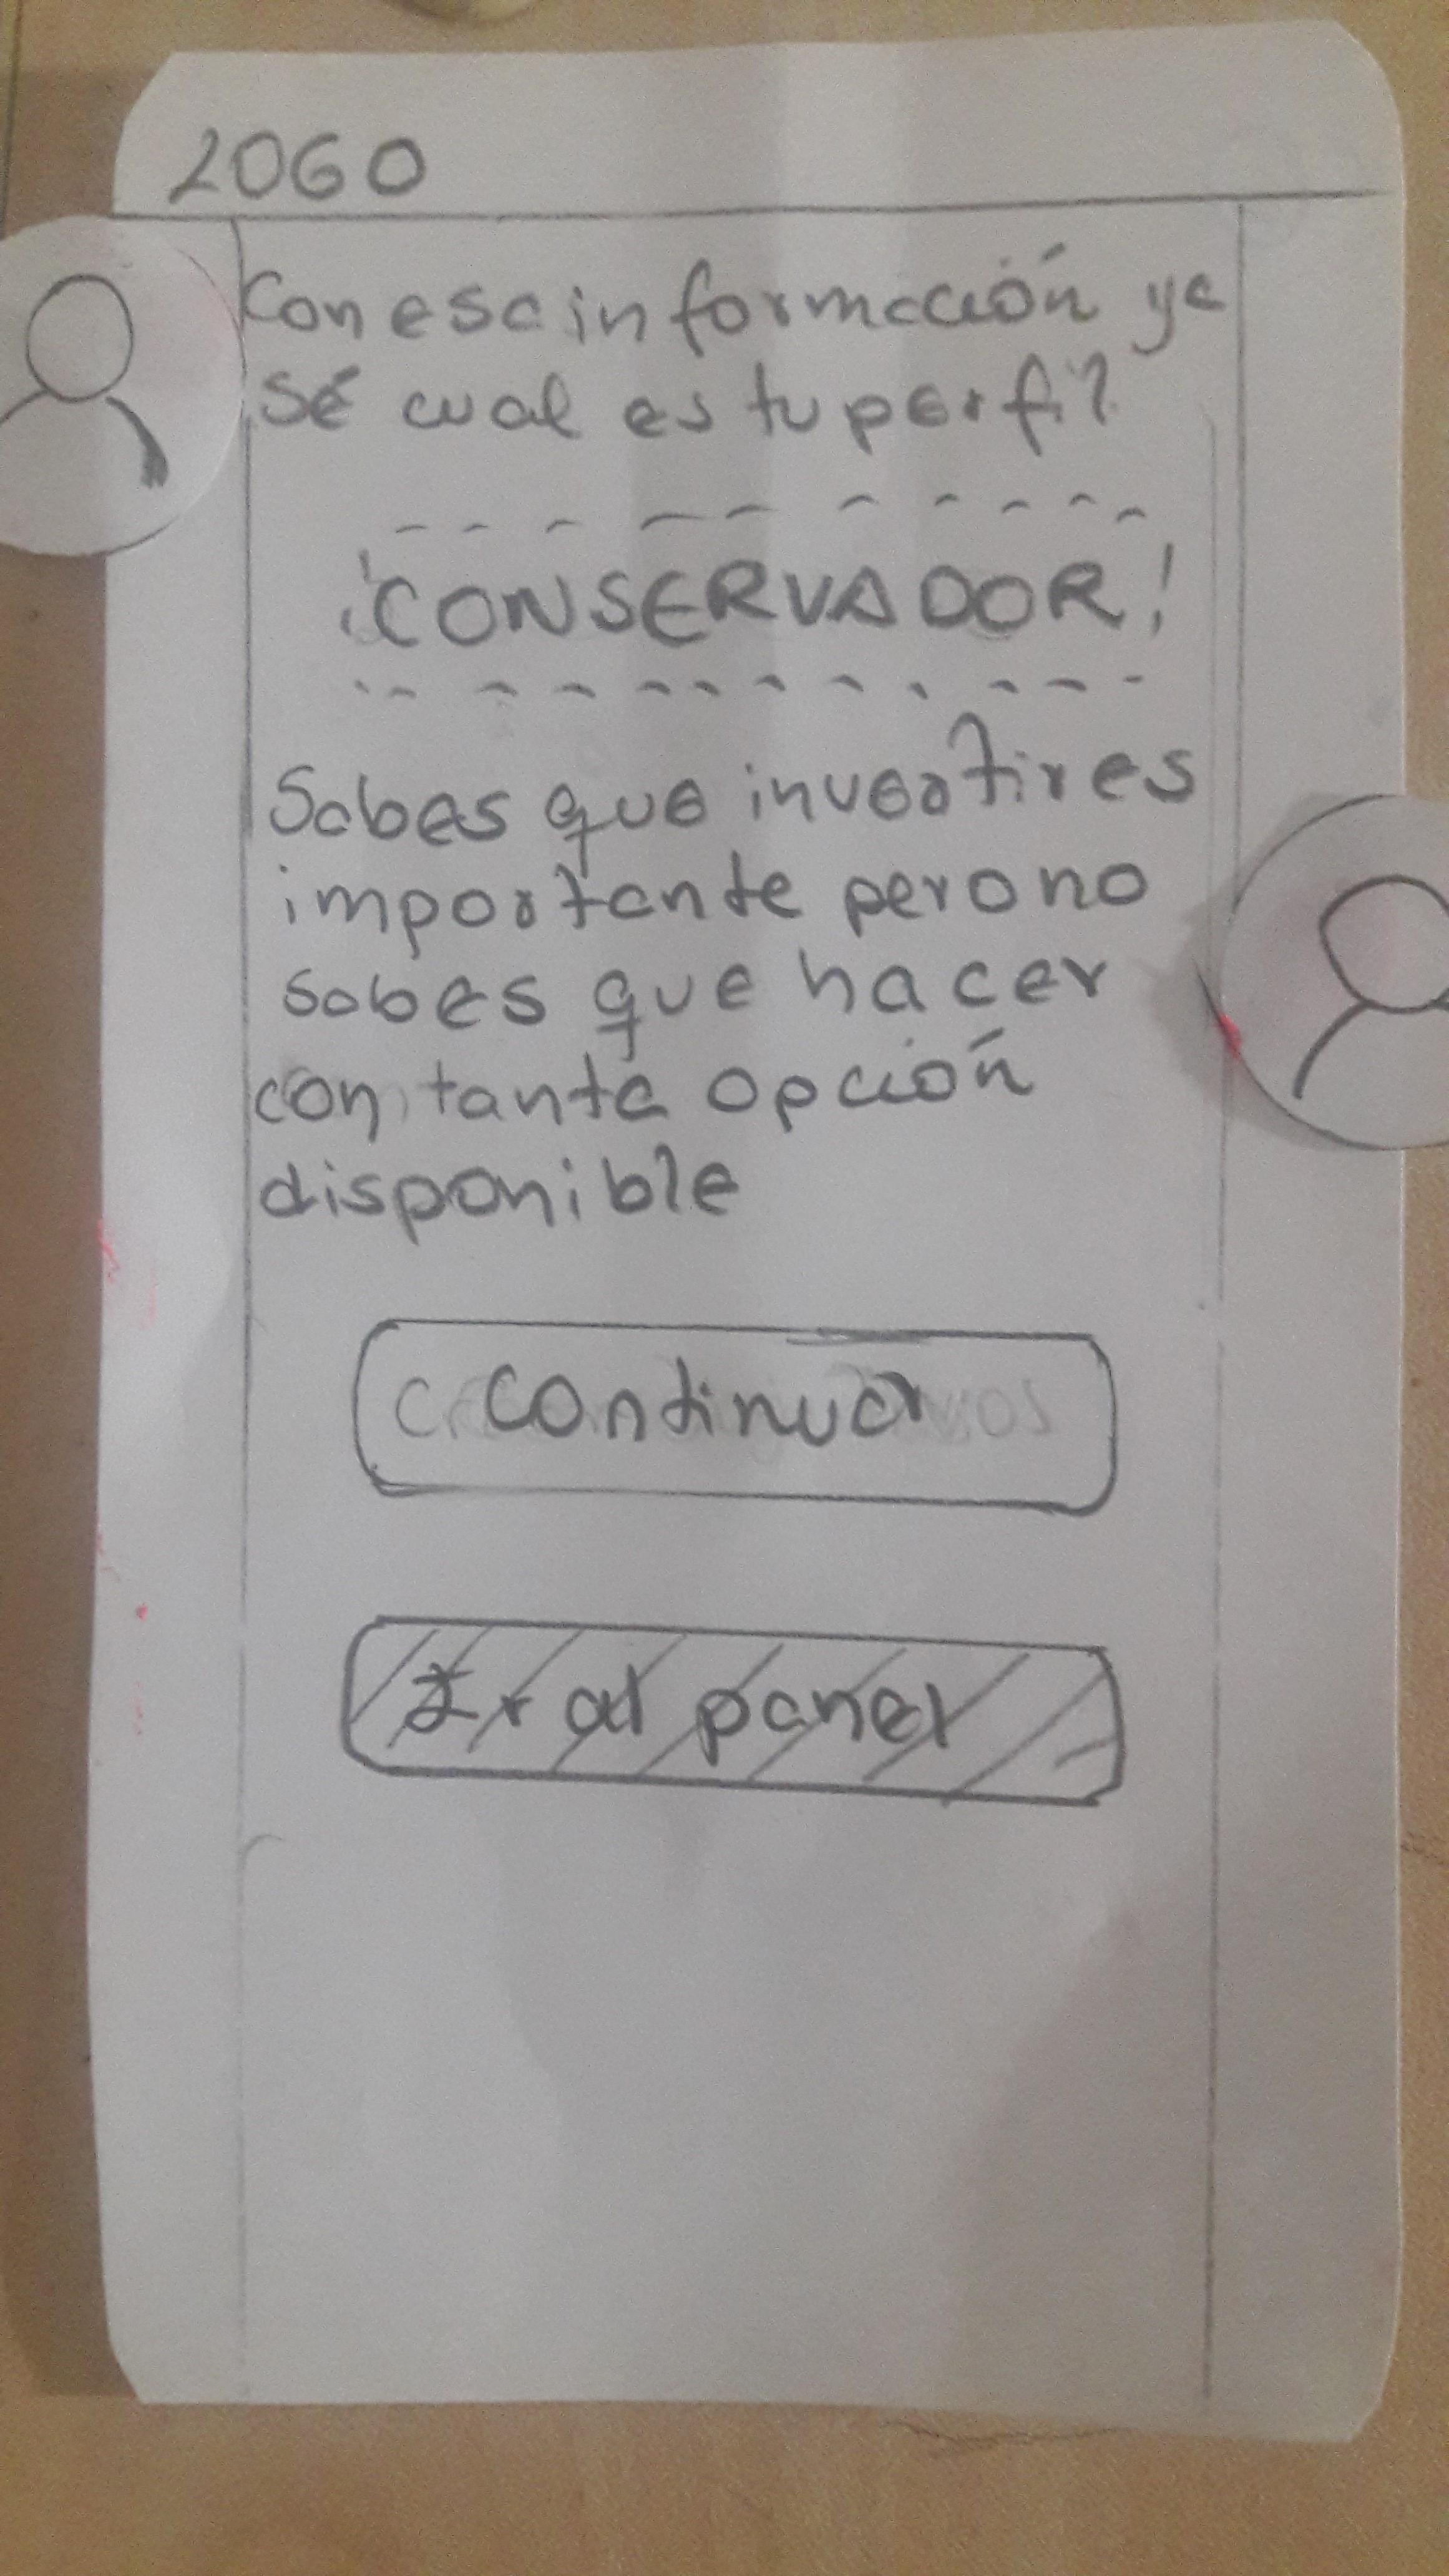 LOGO
Con esa información ya
sé cual es tu perfil
¡CONSERVADOR!
Sabes que invertir es
importante pero no
sabes que hacer
con tanta opción
disponible
Continuar
Ir al panel